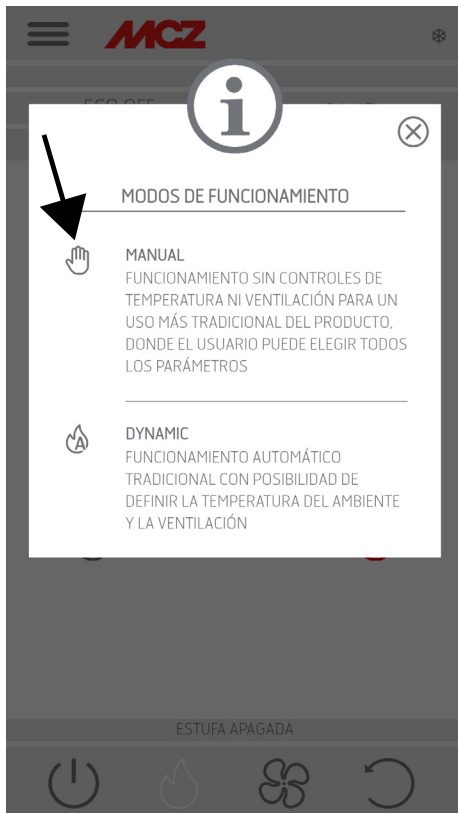 MCZ
ECO OFF
i
MODOS DE FUNCIONAMIENTO
MANUAL
FUNCIONAMIENTO SIN CONTROLES DE
TEMPERATURA NI VENTILACIÓN PARA UN
USO MÁS TRADICIONAL DEL PRODUCTO,
DONDE EL USUARIO PUEDE ELEGIR TODOS
LOS PARÁMETROS
A
DYNAMIC
FUNCIONAMIENTO AUTOMÁTICO
TRADICIONAL CON POSIBILIDAD DE
DEFINIR LA TEMPERATURA DEL AMBIENTE
Y LA VENTILACIÓN
ESTUFA APAGADA